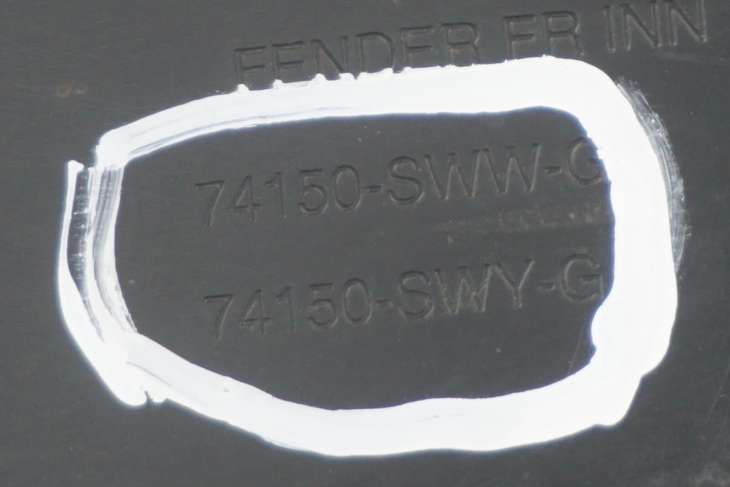 FENDER FR INN
74150-SWW-G
74150-SWY-G